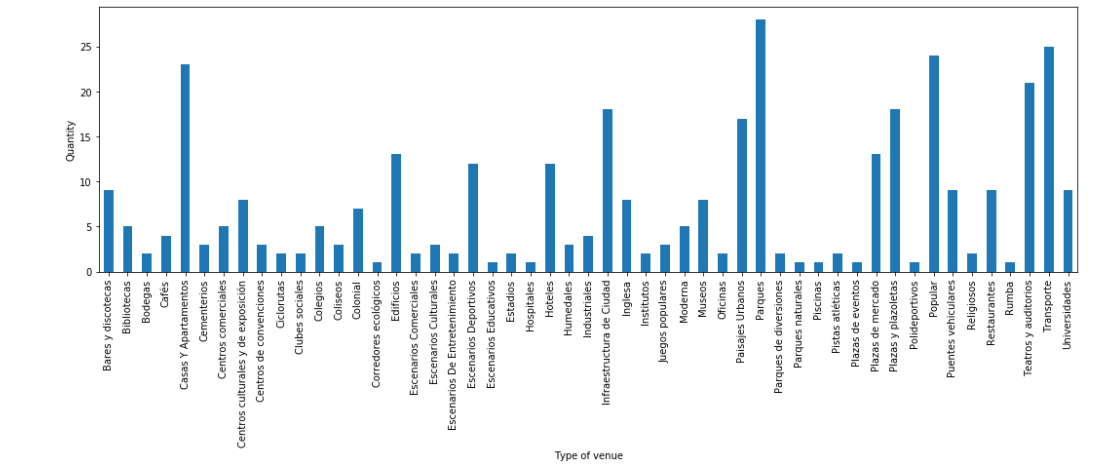 25
20
15
10
5
0
Quantity
Bares y discotecas
Bibliotecas
Bodegas
Cafés
Casas Y Apartamentos
Cementerios
Centros comerciales
Centros culturales y de exposición
Centros de convenciones
Ciclorutas
Clubes sociales
Colegios
Coliseos
Colonial
Corredores ecológicos
Edificios
Escenarios Comerciales
Escenarios Culturales
Escenarios De Entretenimiento
Escenarios Deportivos
Escenarios Educativos
Estadios
Hospitales
Hoteles
Humedales
Industriales
Infraestructura de Ciudad
Inglesa
Institutos
Juegos populares
Moderna
Museos
Oficinas
Paisajes Urbanos
Parques
Parques de diversiones
Parques naturales
Piscinas
Pistas atléticas
Plazas de eventos
Plazas de mercado
Plazas y plazoletas
Polideportivos
Popular
Puentes vehiculares
Religiosos
Restaurantes
Rumba
Teatros y auditorios
Transporte
Universidades
Type of venue